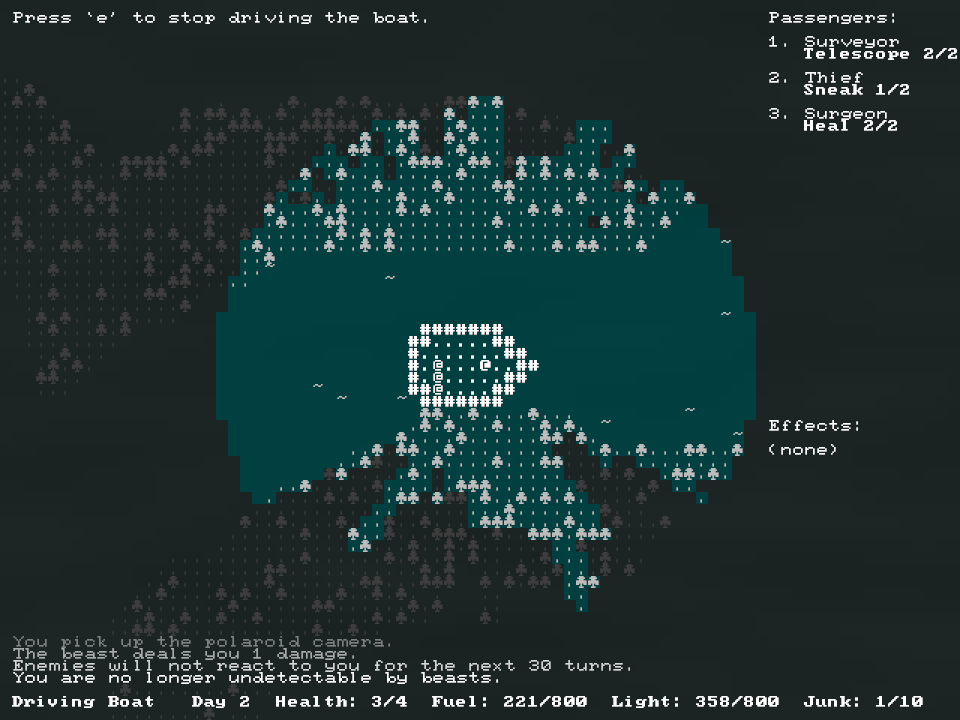 Press `e' to stop driving the boat.
Passengers:
1. Surveyor
Telescope 2/2
2. Thief
Sneak 1/2
3. Surgeon
Heal 2/2
Effects:
(none)
You pick up the polaroid camera.
The beast deals you 1 damage.
Enemies will not react to you for the next 30 turns.
You are no longer undetectable by beasts.
Driving Boat Day 2 Health: 3/4 Fuel: 221/800 Light: 358/800 Junk: 1/10